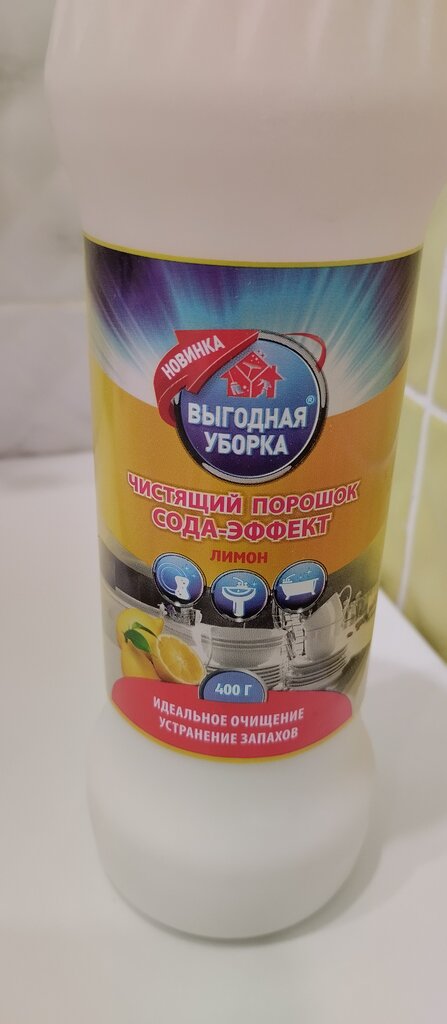 НОВИНКА
ВЫГОДНАЯ®
УБОРКА
ЧИСТЯЩИЙ ПОРОШОК
СОДА-ЭФФЕКТ
ЛИМОН
400 Г
ИДЕАЛЬНОЕ ОЧИЩЕНИЕ
УСТРАНЕНИЕ ЗАПАХОВ